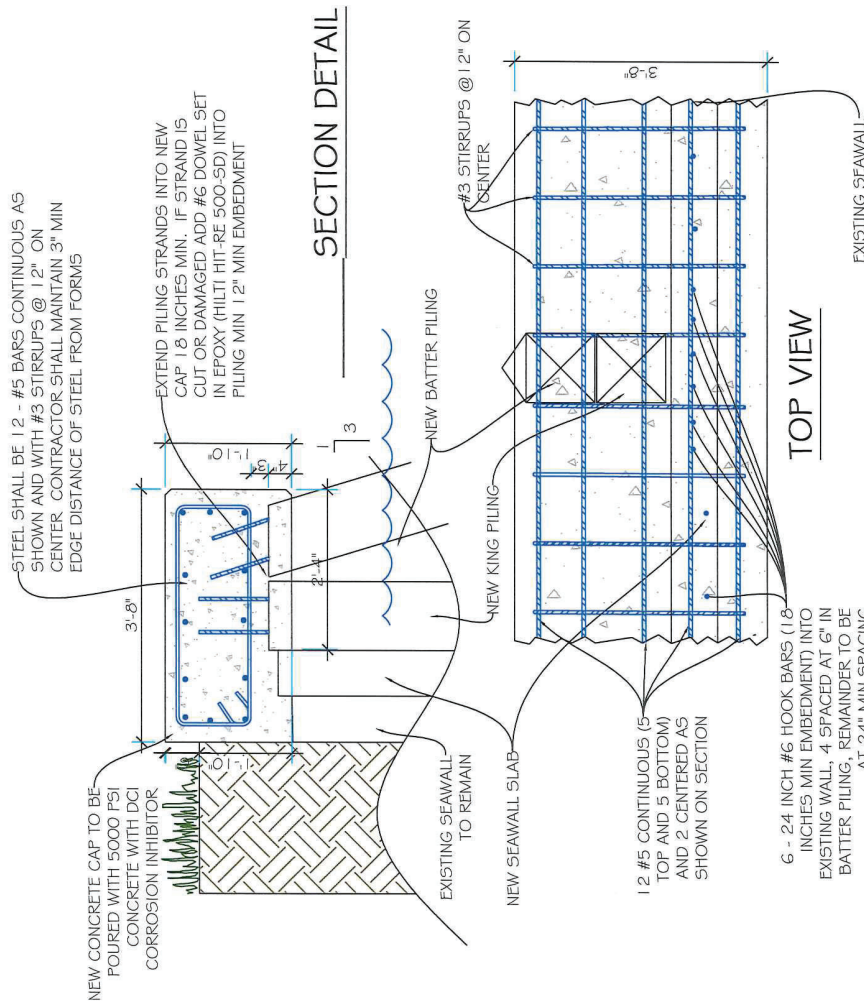 STEEL SHALL BE 12 - #5 BARS CONTINUOUS AS
SHOWN AND WITH #3 STIRRUPS @ 12" ON
CENTER CONTRACTOR SHALL MAINTAIN 3" MIN
EDGE DISTANCE OF STEEL FROM FORMS
NEW CONCRETE CAP TO BE
POURED WITH 5000 PSI
CONCRETE WITH DCI
CORROSION INHIBITOR
3'-8"
1'-10"
1'-10"
3"
4"
2'-4"
EXTEND PILING STRANDS INTO NEW
CAP 18 INCHES MIN. IF STRAND IS
CUT OR DAMAGED ADD #6 DOWEL SET
IN EPOXY (HILTI HIT-RE 500-SD) INTO
PILING MIN 12" MIN EMBEDMENT
1
3
SECTION DETAIL
EXISTING SEAWALL
TO REMAIN
NEW SEAWALL SLAB
NEW KING PILING
NEW BATTER PILING
#3 STIRRUPS @ 12" ON
CENTER
3'-8"
12 #5 CONTINUOUS (5
TOP AND 5 BOTTOM)
AND 2 CENTERED AS
SHOWN ON SECTION
6 - 24 INCH #6 HOOK BARS (18
INCHES MIN EMBEDMENT) INTO
EXISTING WALL, 4 SPACED AT 6" IN
BATTER PILING, REMAINDER TO BE
AT 24" MIN SPACING
TOP VIEW
EXISTING SEAWALL